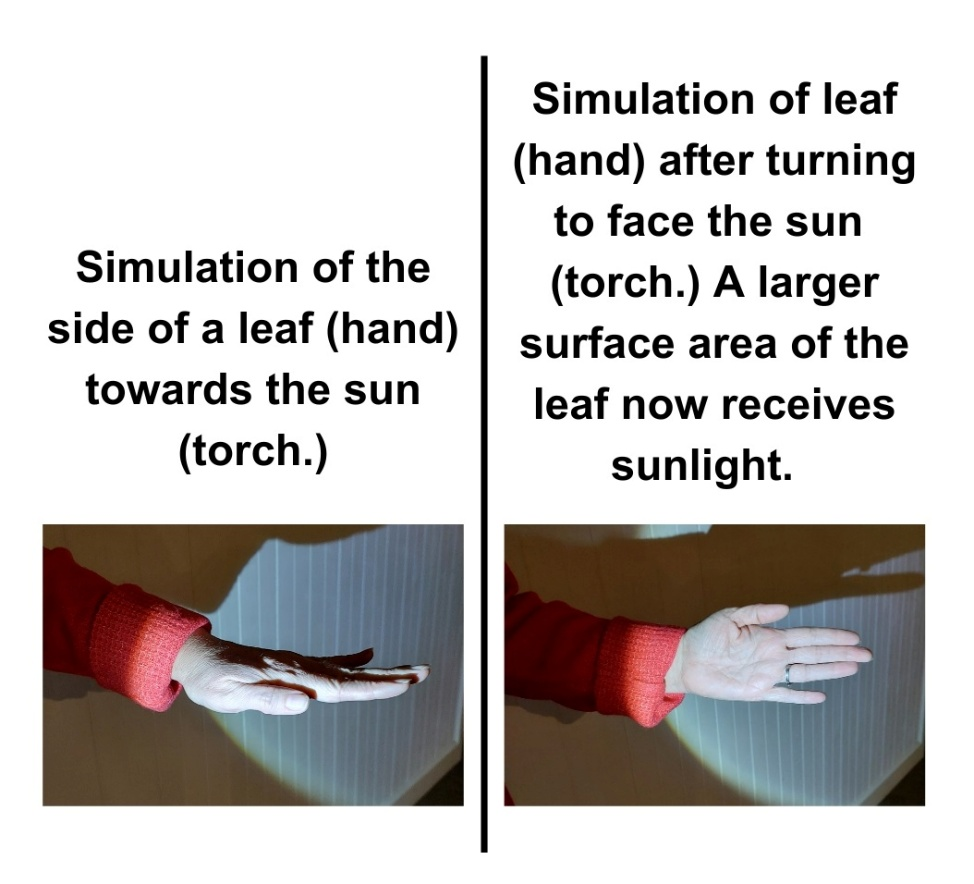 Simulation of the
side of a leaf (hand)
towards the sun
(torch.)
Simulation of leaf
(hand) after turning
to face the sun
(torch.) A larger
surface area of the
leaf now receives
sunlight.